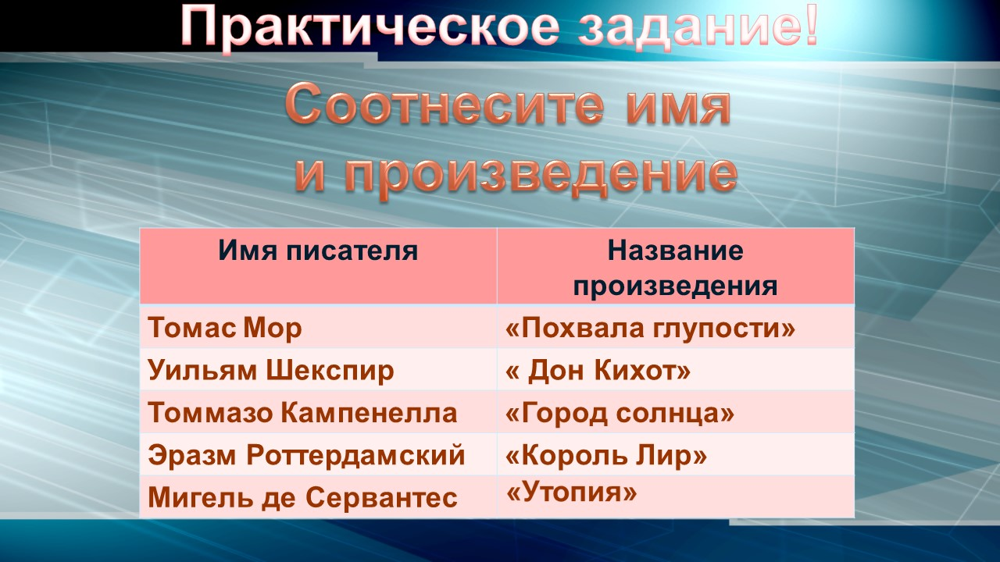 Практическое задание!
Соотнесите имя
и произведение
Имя писателя
Название
произведения
Томас Мор
«Похвала глупости»
Уильям Шекспир
« Дон Кихот»
Томмазо Кампенелла
«Город солнца»
Эразм Роттердамский
«Король Лир»
Мигель де Сервантес
«Утопия»